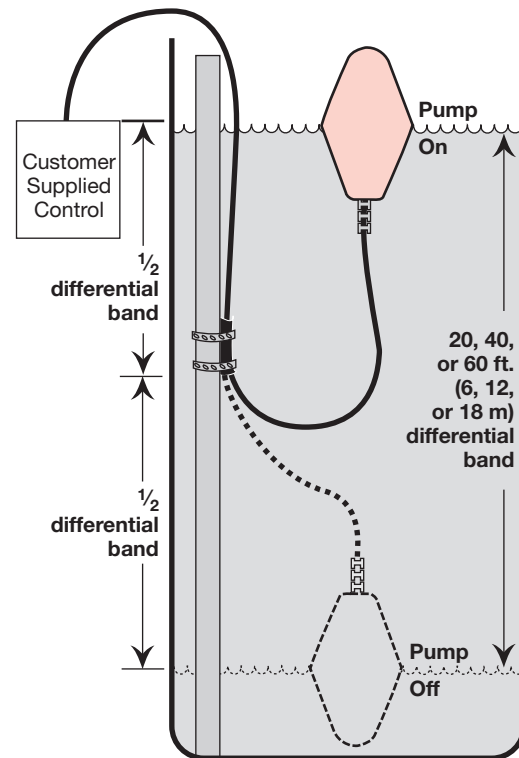 Pump
On
Customer
Supplied
Control
½
differential
band
20, 40,
or 60 ft.
(6, 12,
or 18 m)
differential
band
½
differential
band
Pump
Off